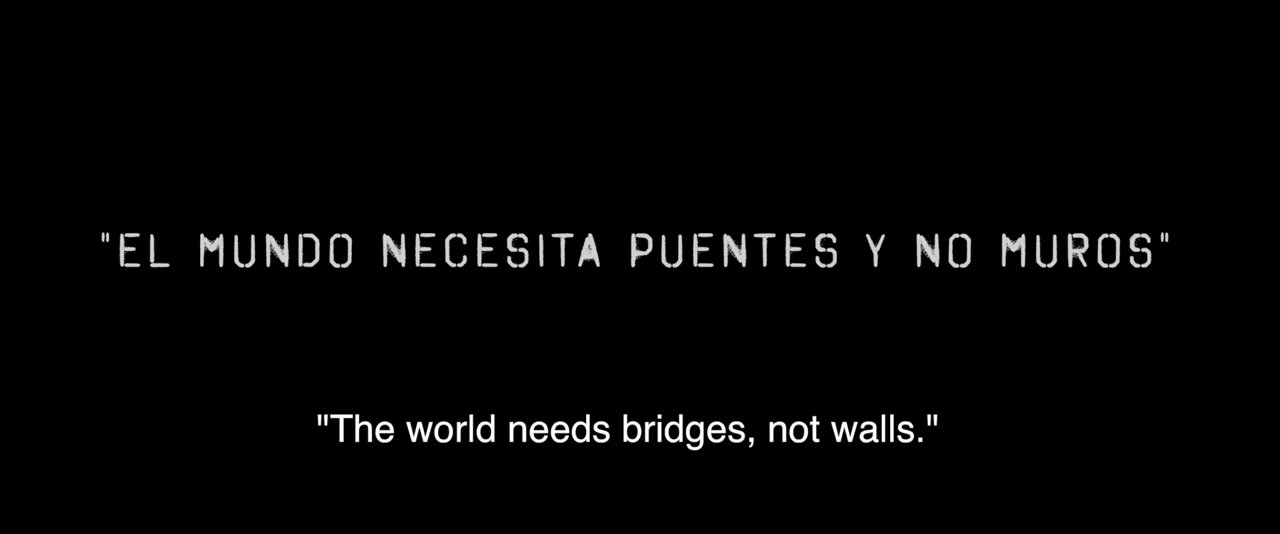 "EL MUNDO NECESITA PUENTES Y NO MUROS"
"The world needs bridges, not walls."